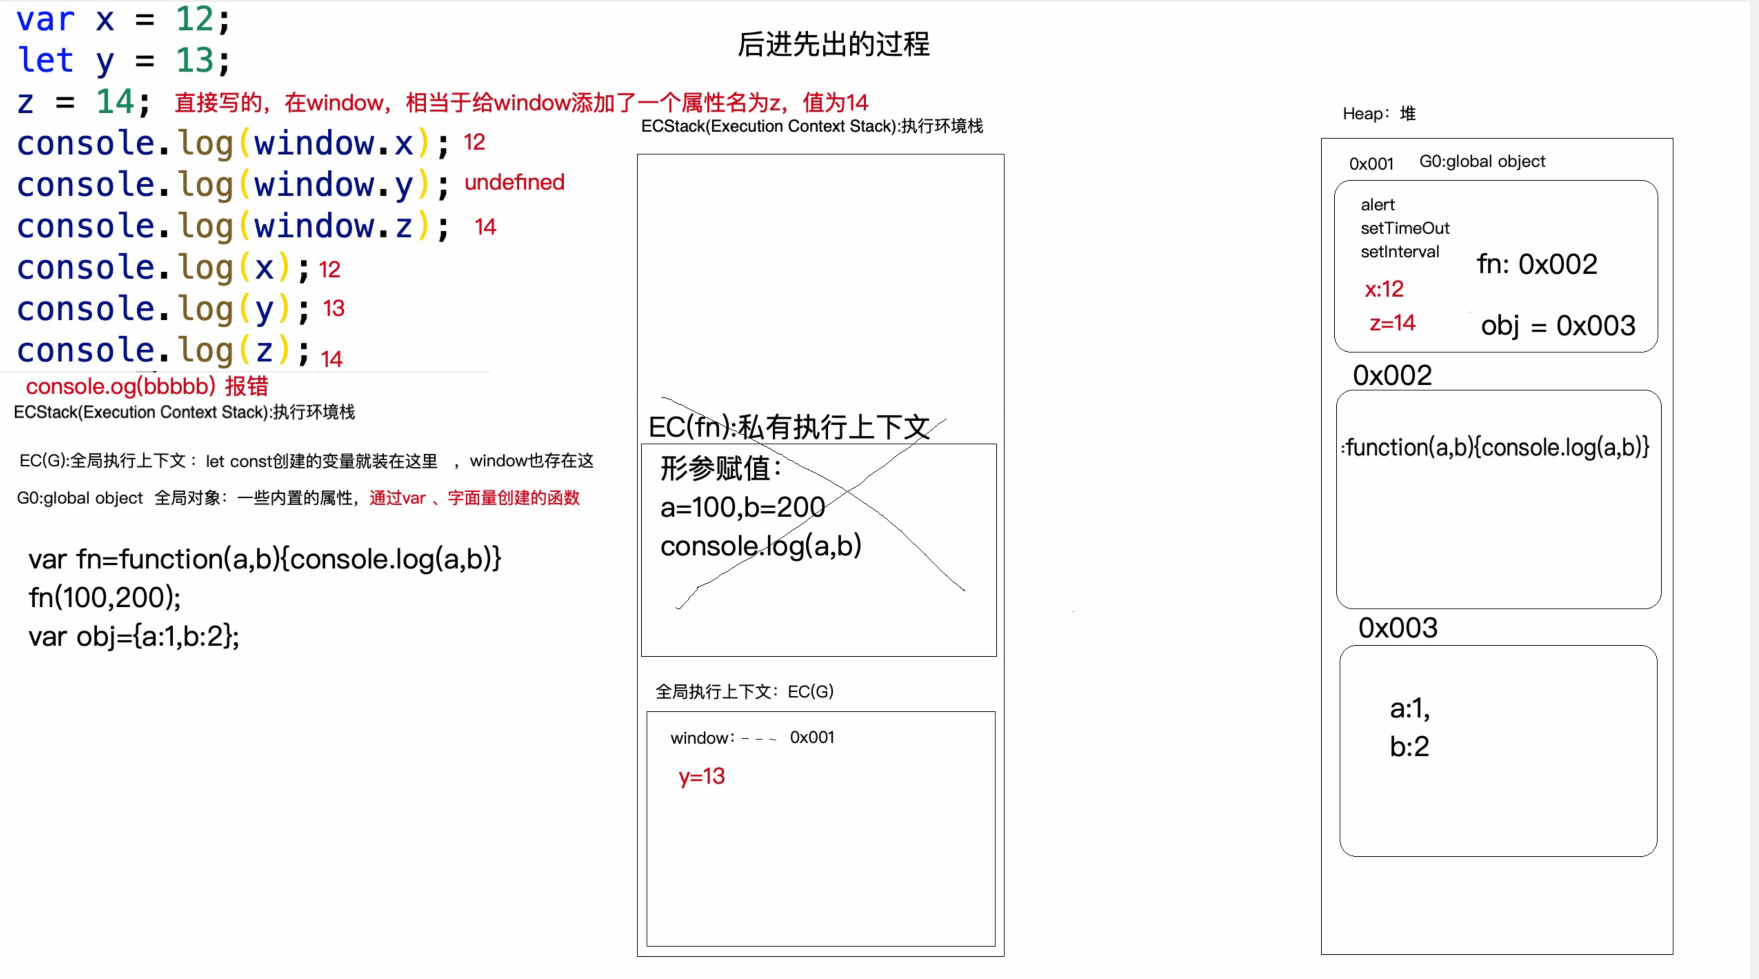 var x = 12;
let y = 13;
z = 14; 直接写的，在window，相当于给window添加了一个属性名为z，值为14
console.log(window.x); 12
console.log(window.y); undefined
console.log(window.z); 14
console.log(x); 12
console.log(y); 13
console.log(z); 14
console.og(bbbbb) 报错
ECStack(Execution Context Stack):执行环境栈
EC(G):全局执行上下文：let const创建的变量就装在这里 ，window也存在这
G0:global object 全局对象：一些内置的属性，通过var 、字面量创建的函数
var fn=function(a,b){console.log(a,b)}
fn(100,200);
var obj={a:1,b:2};
后进先出的过程
ECStack(Execution Context Stack):执行环境栈
EC(fn):私有执行上下文
形参赋值：
a=100,b=200
console.log(a,b)
全局执行上下文：EC(G)
window：--- 0x001
y=13
Heap：堆
0x001 G0:global object
alert
setTimeOut
setInterval
fn: 0x002
x:12
z=14
obj = 0x003
0x002
:function(a,b){console.log(a,b)}
0x003
a:1,
b:2